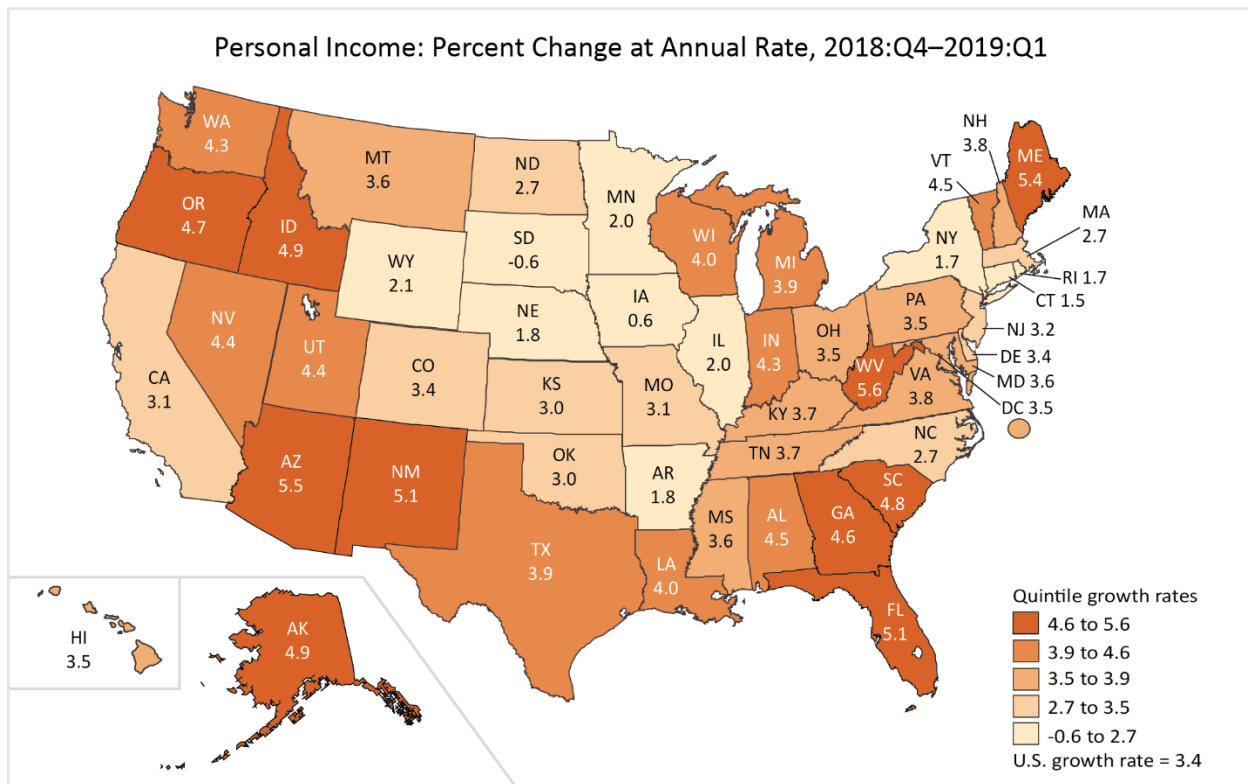 Personal Income: Percent Change at Annual Rate, 2018:Q4–2019:Q1
WA
4.3
OR
4.7
ID
4.9
MT
3.6
ND
2.7
MN
2.0
SD
-0.6
WY
2.1
NE
1.8
IA
0.6
WI
4.0
MI
3.9
NV
4.4
UT
4.4
CA
3.1
CO
3.4
KS
3.0
MO
3.1
IL
2.0
IN
4.3
OH
3.5
PA
3.5
NY
1.7
VT
4.5
NH
3.8
ME
5.4
MA
2.7
RI 1.7
CT 1.5
NJ 3.2
DE 3.4
MD 3.6
DC 3.5
WV
5.6
VA
3.8
KY 3.7
TN 3.7
NC
2.7
AZ
5.5
NM
5.1
OK
3.0
AR
1.8
TX
3.9
LA
4.0
MS
3.6
AL
4.5
GA
4.6
SC
4.8
FL
5.1
HI
3.5
AK
4.9
Quintile growth rates
4.6 to 5.6
3.9 to 4.6
3.5 to 3.9
2.7 to 3.5
-0.6 to 2.7
U.S. growth rate = 3.4